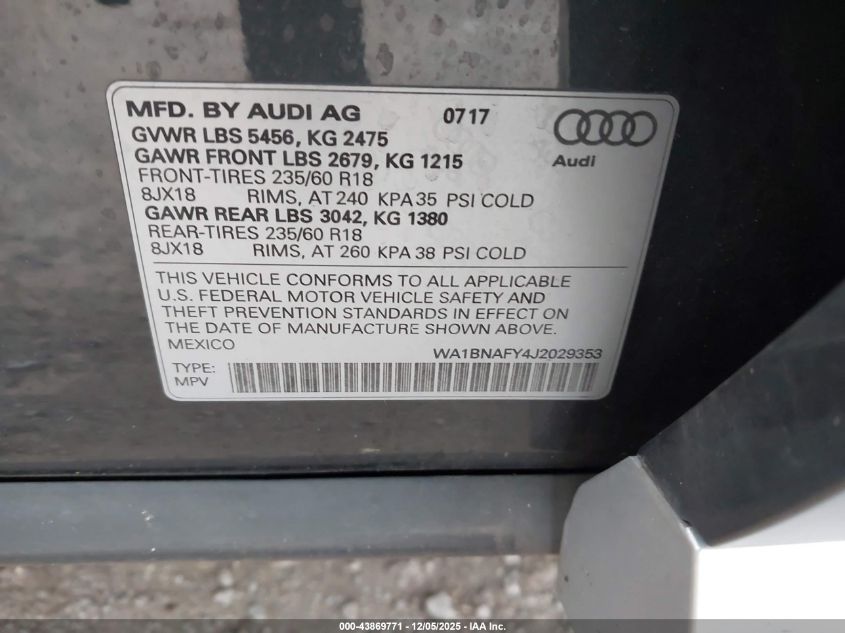 MFD. BY AUDI AG 0717
GVWR LBS 5456, KG 2475
GAWR FRONT LBS 2679, KG 1215
Audi
FRONT-TIRES 235/60 R18
8JX18 RIMS, AT 240 KPA 35 PSI COLD
GAWR REAR LBS 3042, KG 1380
REAR-TIRES 235/60 R18
8JX18 RIMS, AT 260 KPA 38 PSI COLD
THIS VEHICLE CONFORMS TO ALL APPLICABLE
U.S. FEDERAL MOTOR VEHICLE SAFETY AND
THEFT PREVENTION STANDARDS IN EFFECT ON
THE DATE OF MANUFACTURE SHOWN ABOVE.
MEXICO WA1BNAFY4J2029353
TYPE:
MPV
000-43869771 - 12/05/2025 - IAA Inc.